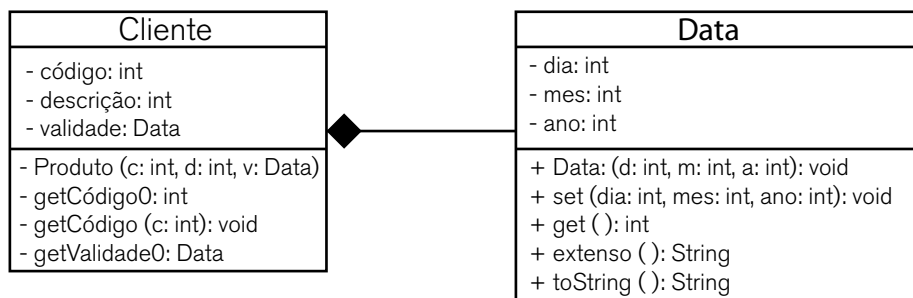 Cliente
- código: int
- descrição: int
- validade: Data
- Produto (c: int, d: int, v: Data)
- getCódigo0: int
- getCódigo (c: int): void
- getValidade0: Data
Data
- dia: int
- mes: int
- ano: int
+ Data: (d: int, m: int, a: int): void
+ set (dia: int, mes: int, ano: int): void
+ get ( ): int
+ extenso ( ): String
+ toString ( ): String